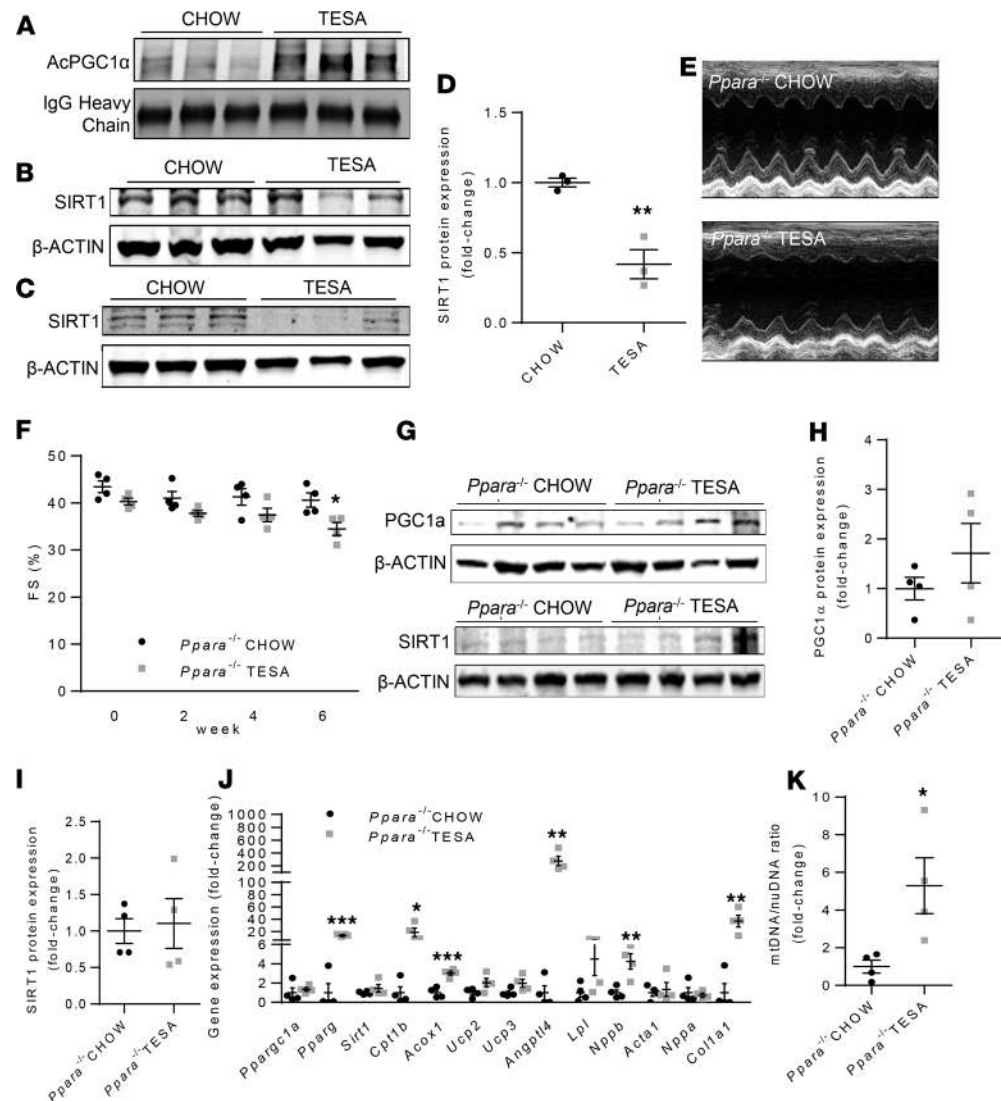 A
CHOW TESA
AcPGC1α
IgG Heavy
Chain
B
CHOW TESA
SIRT1
β-ACTIN
C
CHOW TESA
SIRT1
β-ACTIN
D
SIRT1 protein expression
(fold-change)
1.0
0.5
0.0
**
CHOW
TESA
E
Ppara⁻/⁻ CHOW
Ppara⁻/⁻ TESA
F
FS (%)
50
40
30
20
10
0
*
Ppara⁻/⁻ CHOW
Ppara⁻/⁻ TESA
0 2 4 6
week
G
Ppara⁻/⁻ CHOW Ppara⁻/⁻ TESA
PGC1a
β-ACTIN
Ppara⁻/⁻ CHOW Ppara⁻/⁻ TESA
SIRT1
β-ACTIN
H
PGC1α protein expression
(fold-change)
4
3
2
1
0
Ppara⁻/⁻ CHOW
Ppara⁻/⁻ TESA
I
SIRT1 protein expression
(fold-change)
2.5
2.0
1.5
1.0
0.5
0.0
Ppara⁻/⁻CHOW
Ppara⁻/⁻TESA
J
Gene expression (fold-change)
1000
800
600
400
200
100
80
60
40
20
6
4
2
0
Ppara⁻/⁻CHOW
Ppara⁻/⁻TESA
*** * *** ** ** **
Ppargc1a
Pparg
Sirt1
Cpt1b
Acox1
Ucp2
Ucp3
Angptl4
Lpl
Nppb
Acta1
Nppa
Col1a1
K
mtDNA/nuDNA ratio
(fold-change)
10
8
6
4
2
0
*
Ppara⁻/⁻CHOW
Ppara⁻/⁻TESA